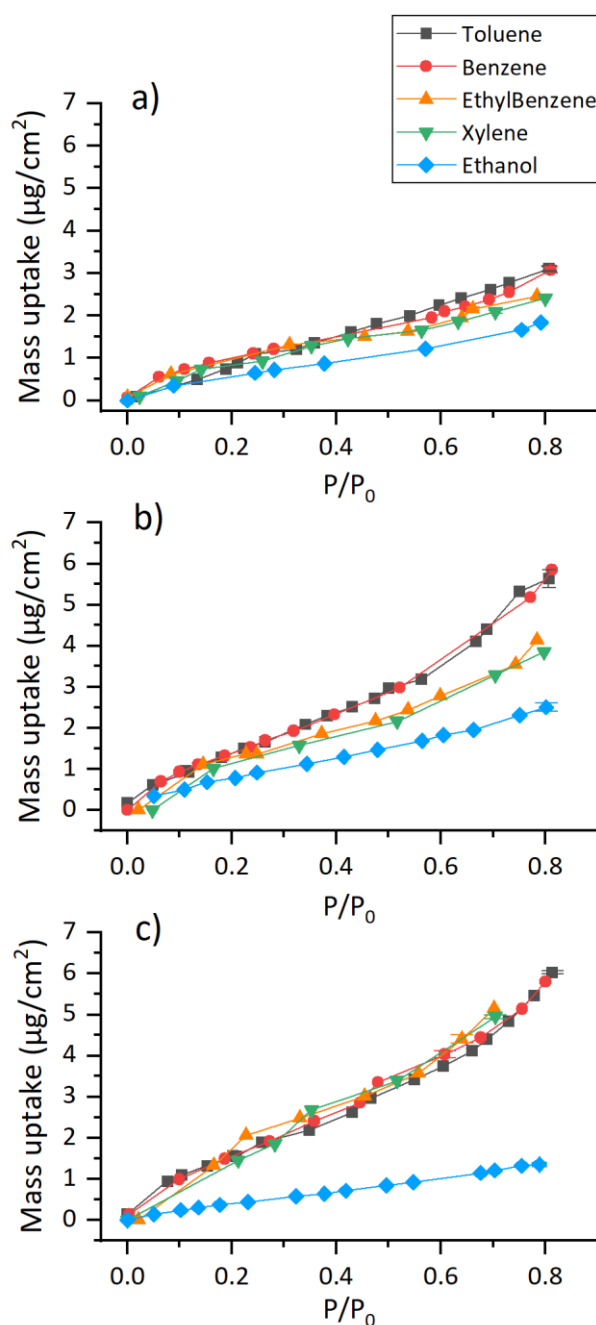 Toluene
Benzene
EthylBenzene
Xylene
Ethanol
a)
7
6
5
4
3
2
1
0
Mass uptake (μg/cm²)
0.0 0.2 0.4 0.6 0.8
P/P₀
b)
7
6
5
4
3
2
1
0
Mass uptake (μg/cm²)
0.0 0.2 0.4 0.6 0.8
P/P₀
c)
7
6
5
4
3
2
1
0
Mass uptake (μg/cm²)
0.0 0.2 0.4 0.6 0.8
P/P₀